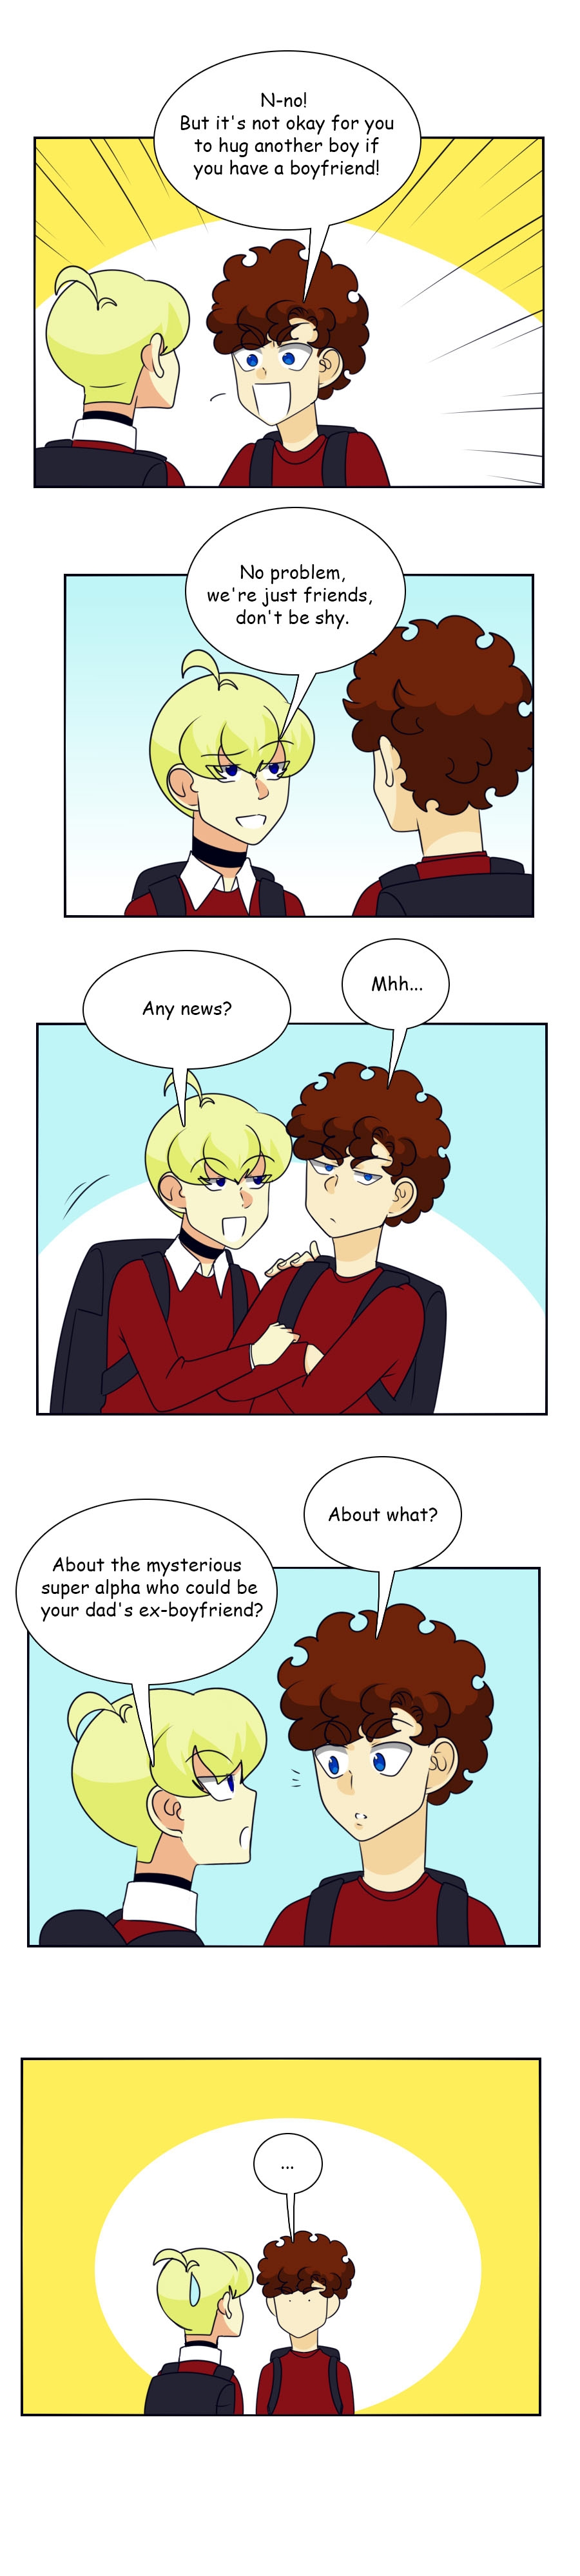 N-no!
But it's not okay for you
to hug another boy if
you have a boyfriend!
No problem,
we're just friends,
don't be shy.
Any news?
Mhh...
About what?
About the mysterious
super alpha who could be
your dad's ex-boyfriend?
...